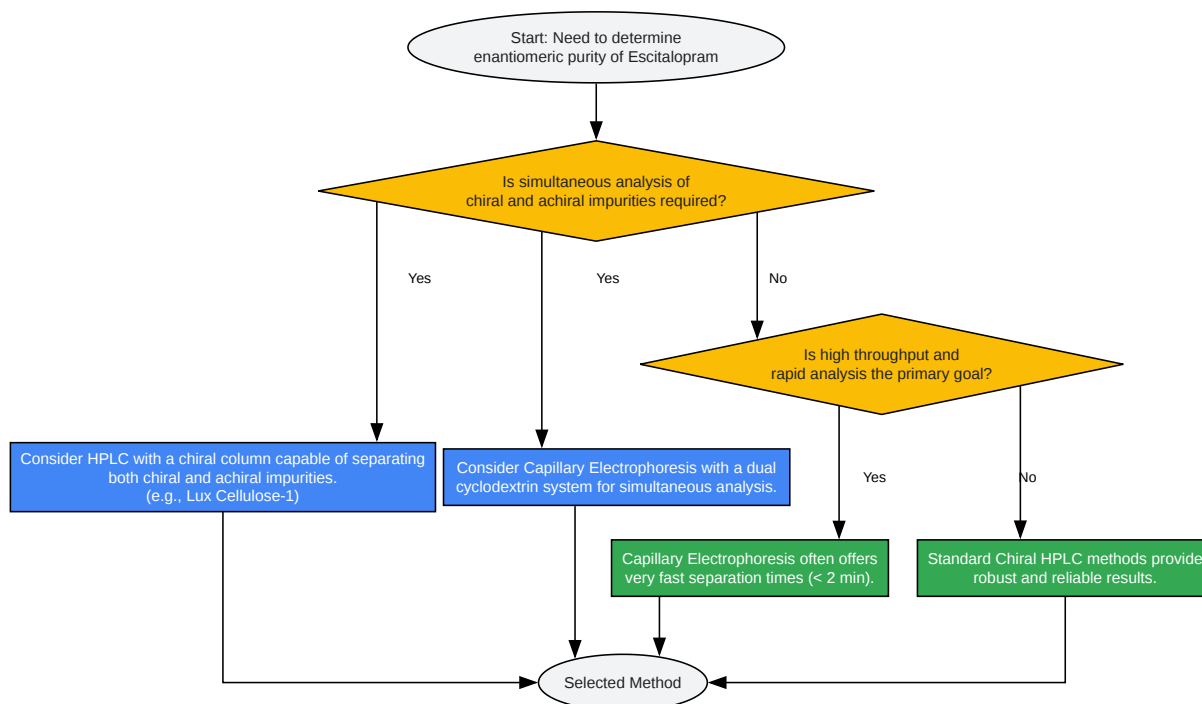 Start: Need to determine
enantiomeric purity of Escitalopram
Is simultaneous analysis of
chiral and achiral impurities required?
Yes
Yes
No
Is high throughput and
rapid analysis the primary goal?
Consider HPLC with a chiral column capable of separating
both chiral and achiral impurities.
(e.g., Lux Cellulose-1)
Consider Capillary Electrophoresis with a dual
cyclodextrin system for simultaneous analysis.
Yes
No
Capillary Electrophoresis often offers
very fast separation times (< 2 min).
Standard Chiral HPLC methods provide
robust and reliable results.
Selected Method